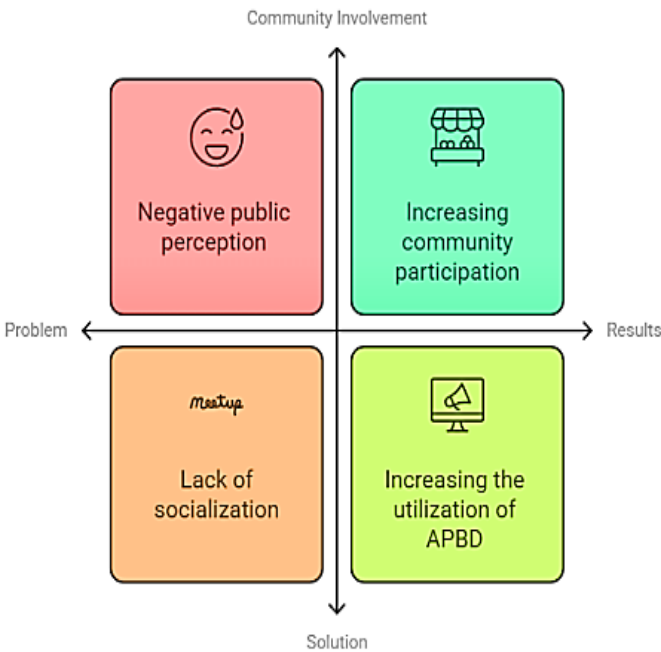 Community Involvement
Negative public
perception
Increasing
community
participation
Problem
Results
meetup
Lack of
socialization
Increasing the
utilization of
APBD
Solution